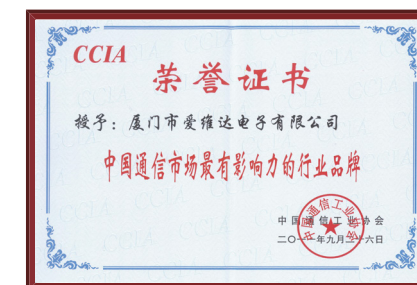 CCIA
荣誉证书
授予：厦门市爱维达电子有限公司
中国通信市场最有影响力的行业品牌
中国通信工业协会
二〇一一年九月二十六日